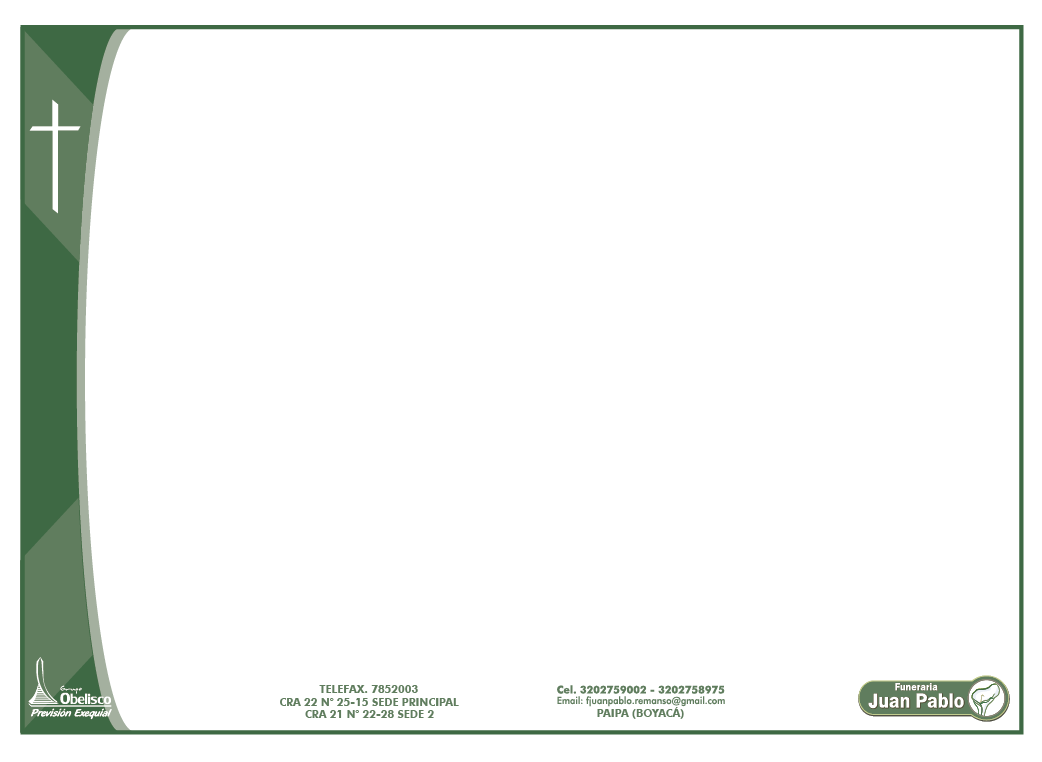 Grupo
Obelisco
Previsión Exequial
TELEFAX. 7852003
CRA 22 N° 25-15 SEDE PRINCIPAL
CRA 21 N° 22-28 SEDE 2
Cel. 3202759002 - 3202758975
Email: fjuanpablo.remanso@gmail.com
PAIPA (BOYACÁ)
Funeraria
Juan Pablo